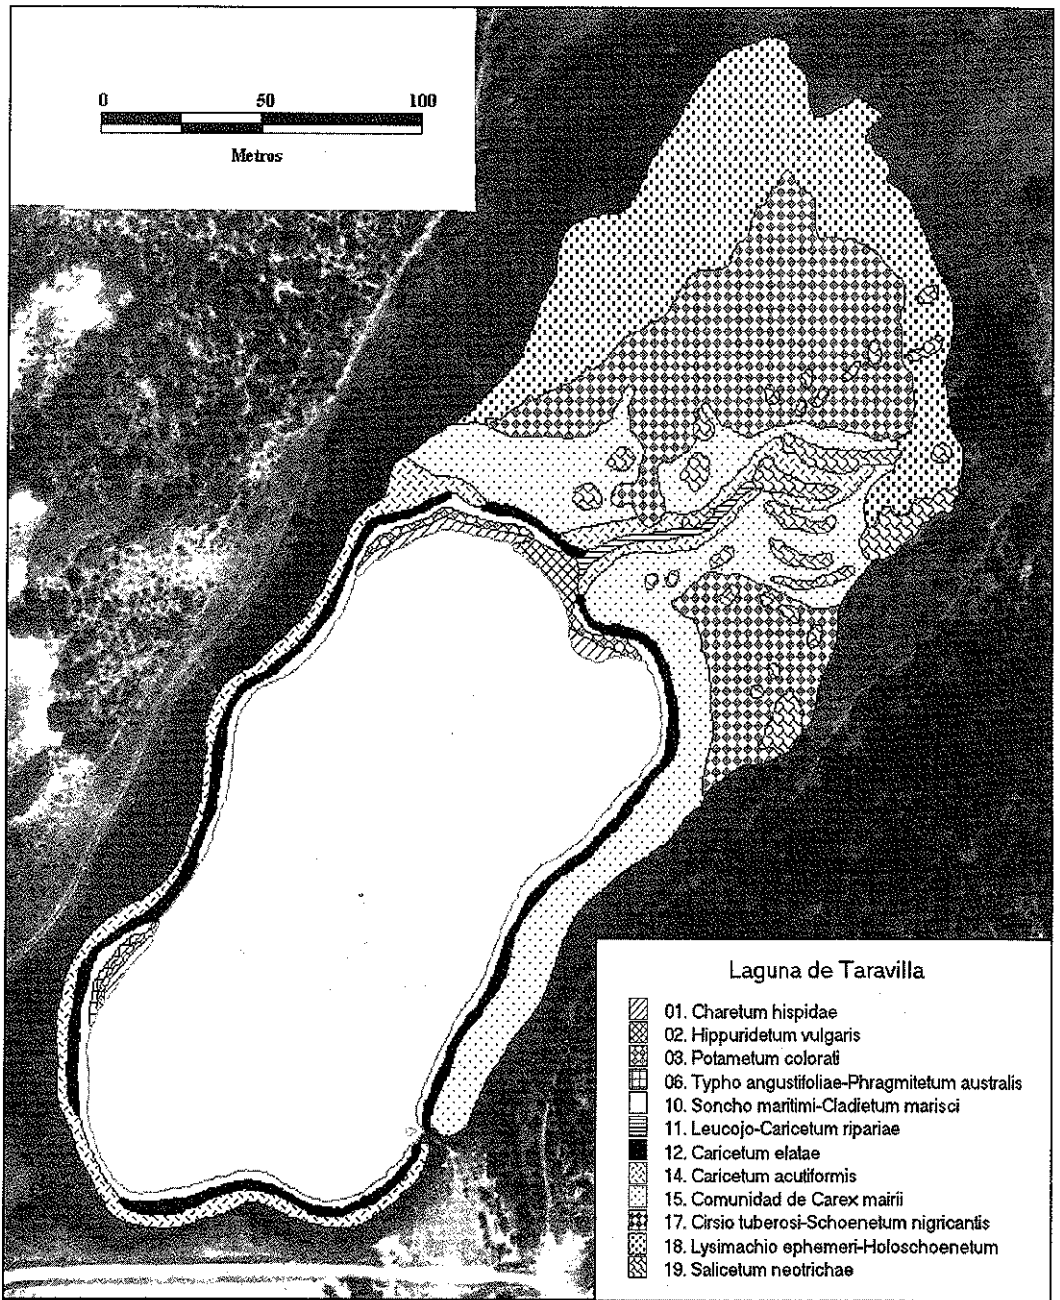 0 50 100
Metros
Laguna de Taravilla
01. Charetum hispidae
02. Hippuridetum vulgaris
03. Potametum colorati
06. Typho angustifoliae-Phragmitetum australis
10. Soncho maritimi-Cladietum marisci
11. Leucojo-Caricetum ripariae
12. Caricetum elatae
14. Caricetum acutiformis
15. Comunidad de Carex mairii
17. Cirsio tuberosi-Schoenetum nigricantis
18. Lysimachio ephemeri-Holoschoenetum
19. Salicetum neotrichae